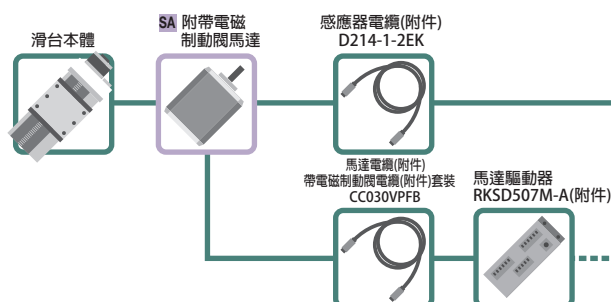 滑台本體
SA 附帶電磁
制動閥馬達
感應器電纜(附件)
D214-1-2EK
馬達電纜(附件)
帶電磁制動閥電纜(附件)套裝
CC030VPFB
馬達驅動器
RKSD507M-A(附件)